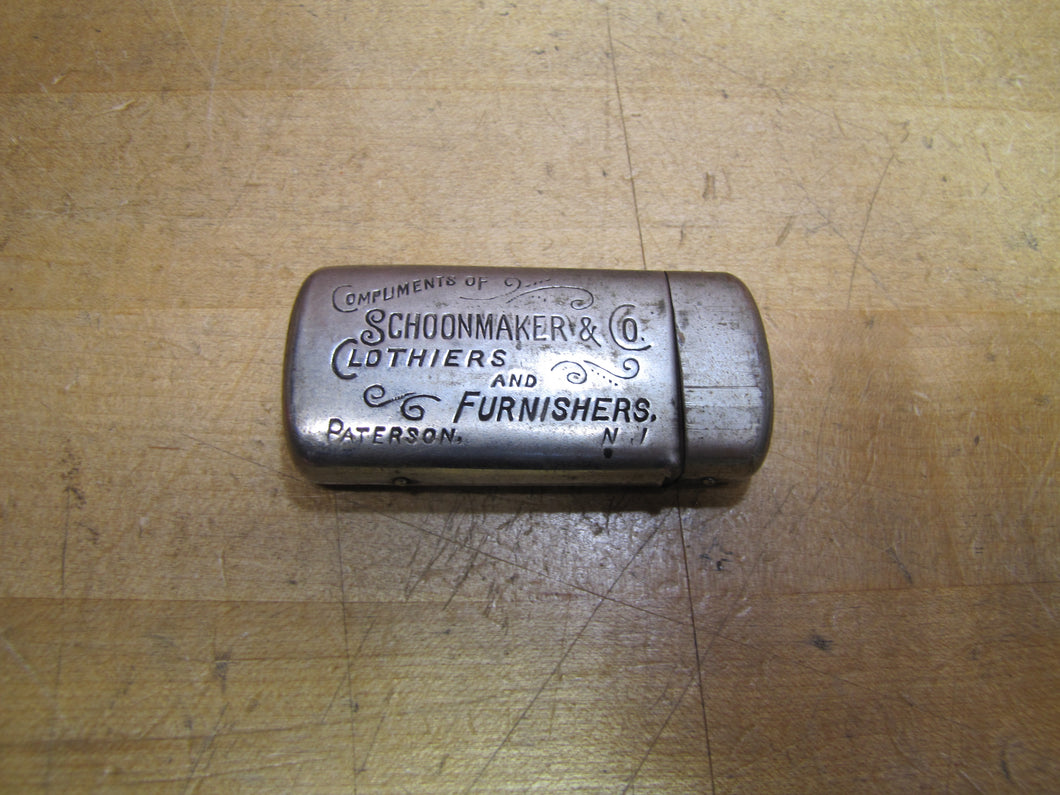 COMPLIMENTS OF
SCHOONMAKER & CO.
CLOTHIERS
AND
FURNISHERS.
PATERSON. N.J